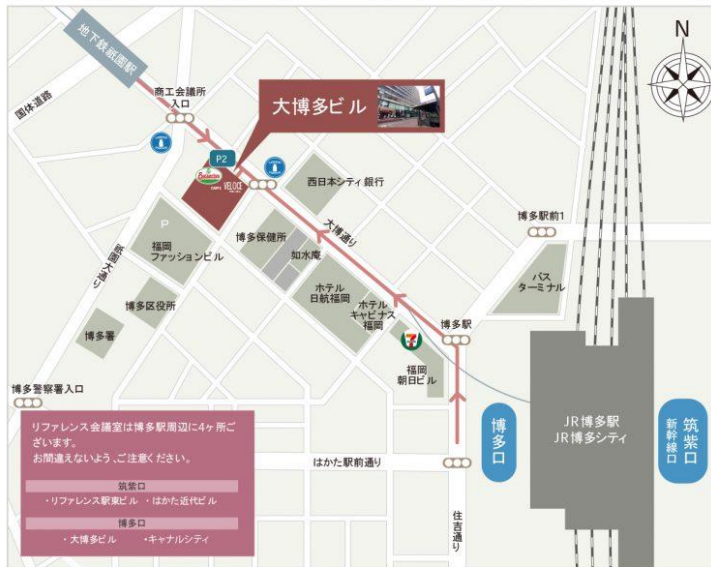 地下鉄祇園駅
N
国体道路
商工会議所
入口
大博多ビル
P2
VELOCE
西日本シティ銀行
博多駅前1
P
福岡
ファッションビル
博多保健所
如水庵
大博通り
バス
ターミナル
祇園大通り
博多区役所
ホテル
日航福岡
ホテル
キャビナス
福岡
博多駅
博多署
7
福岡
朝日ビル
博多警察署入口
リファレンス会議室は博多駅周辺に4ヶ所ご
ざいます。
お間違えないよう、ご注意ください。
筑紫口
・リファレンス駅東ビル ・はかた近代ビル
博多口
・大博多ビル ・キャナルシティ
はかた駅前通り
博多口
JR博多駅
JR博多シティ
筑紫口
新幹線口
住吉通り